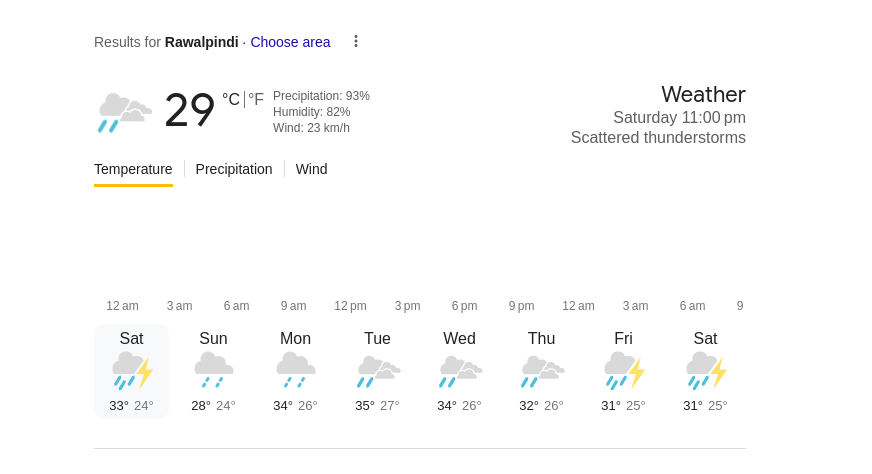 Results for Rawalpindi · Choose area
29 °C | °F
Precipitation: 93%
Humidity: 82%
Wind: 23 km/h
Weather
Saturday 11:00 pm
Scattered thunderstorms
Temperature | Precipitation | Wind
12 am 3 am 6 am 9 am 12 pm 3 pm 6 pm 9 pm 12 am 3 am 6 am 9
Sat Sun Mon Tue Wed Thu Fri Sat
33° 24° 28° 24° 34° 26° 35° 27° 34° 26° 32° 26° 31° 25° 31° 25°